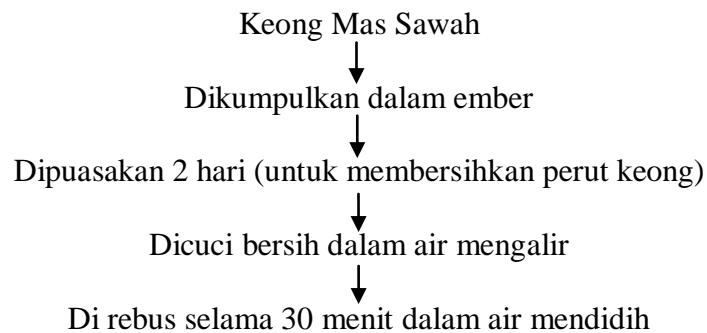 Keong Mas Sawah
Dikumpulkan dalam ember
Dipuasakan 2 hari (untuk membersihkan perut keong)
Dicuci bersih dalam air mengalir
Di rebus selama 30 menit dalam air mendidih